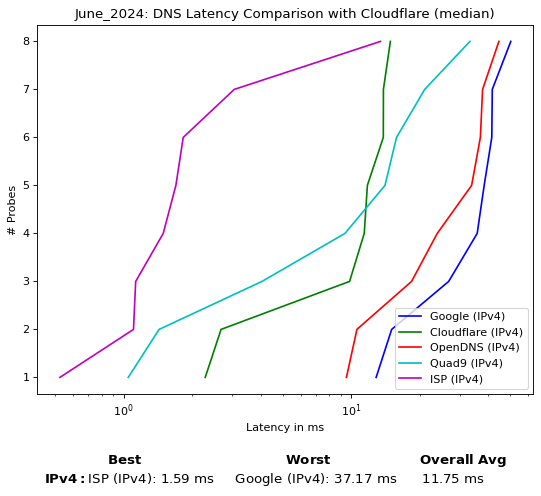 June_2024: DNS Latency Comparison with Cloudflare (median)
8
7
6
5
4
3
2
1
# Probes
Google (IPv4)
Cloudflare (IPv4)
OpenDNS (IPv4)
Quad9 (IPv4)
ISP (IPv4)
10⁰ 10¹
Latency in ms
Best Worst Overall Avg
IPv4: ISP (IPv4): 1.59 ms Google (IPv4): 37.17 ms 11.75 ms